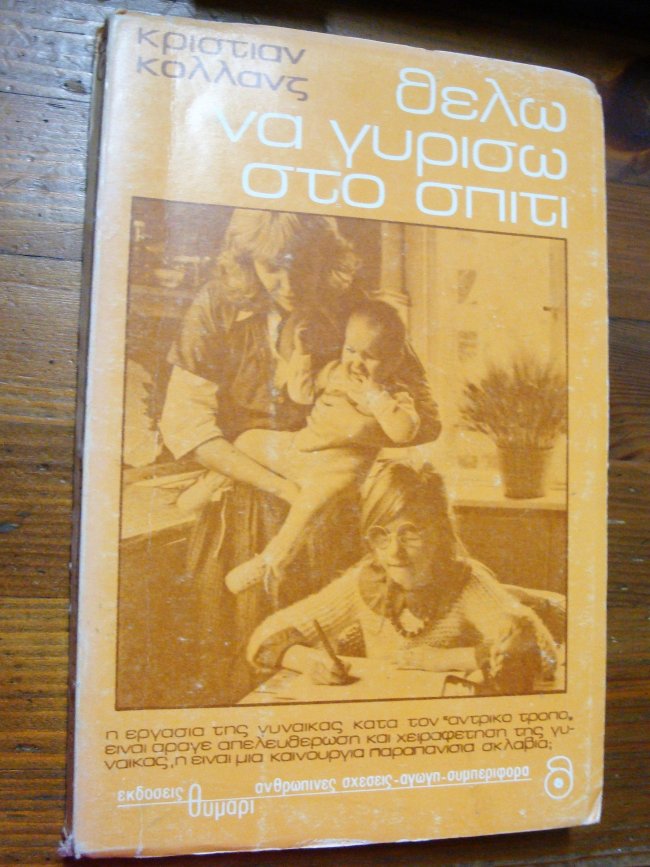 κριστιαν
κολλανζ
θελω
να γυρισω
στο σπιτι
η εργασια της γυναικας κατα τον "αντρικο τροπο„
ειναι αραγε απελευθερωση και χειραφετηση της γυ-
ναικας, η ειναι μια καινουργια παραπανισια σκλαβια;
εκδοσεις θυμαρι ανθρωπινες σχεσεις-αγωγη-συμπεριφορα